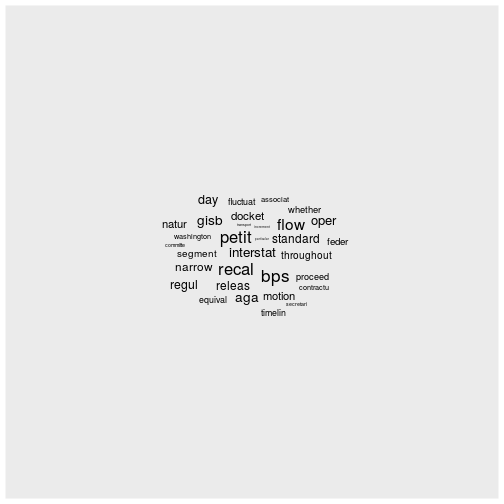 day fluctuat associat
whether
natur gisb docket flow oper
washington petit standard feder
committe
segment interstat throughout
narrow recal bps proceed
regul releas contractu
equival aga motion
secretari
timelin